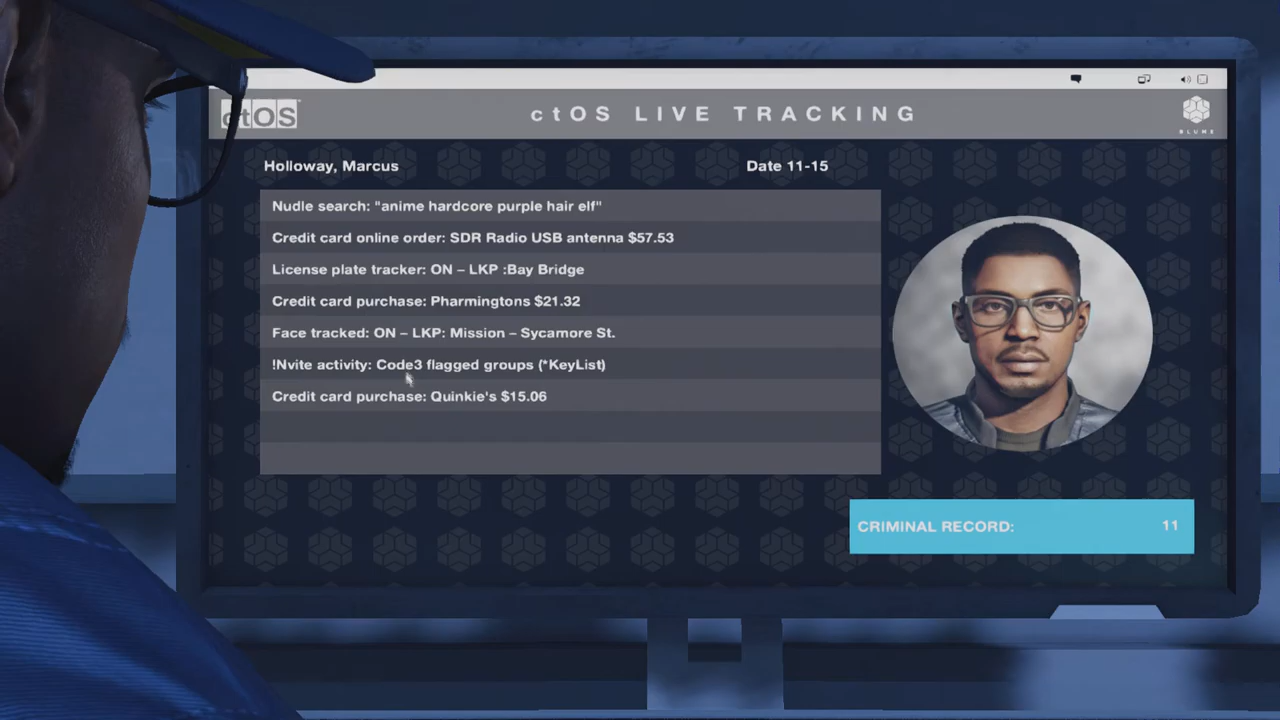 ctOS
ctOS LIVE TRACKING
BLUME
Holloway, Marcus
Date 11-15
Nudle search: "anime hardcore purple hair elf"
Credit card online order: SDR Radio USB antenna $57.53
License plate tracker: ON – LKP :Bay Bridge
Credit card purchase: Pharmingtons $21.32
Face tracked: ON – LKP: Mission – Sycamore St.
!Nvite activity: Code3 flagged groups (*KeyList)
Credit card purchase: Quinkie's $15.06
CRIMINAL RECORD: 11